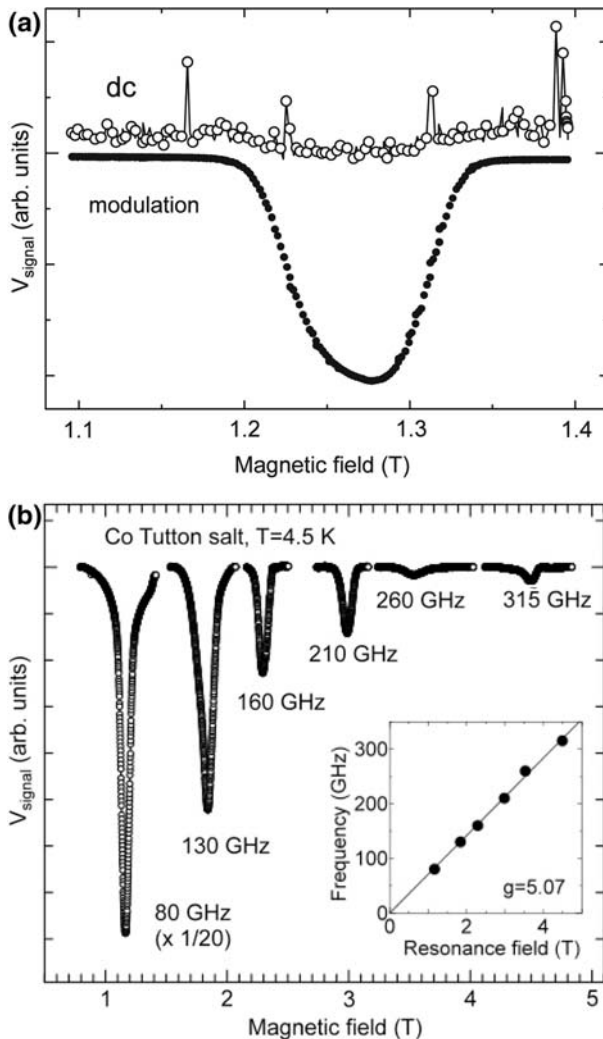 (a)
dc
modulation
V_signal (arb. units)
1.1 1.2 1.3 1.4
Magnetic field (T)
(b)
Co Tutton salt, T=4.5 K
260 GHz
315 GHz
210 GHz
160 GHz
130 GHz
80 GHz
(x 1/20)
V_signal (arb. units)
300
200
100
0
Frequency (GHz)
g=5.07
0 2 4
Resonance field (T)
1 2 3 4 5
Magnetic field (T)